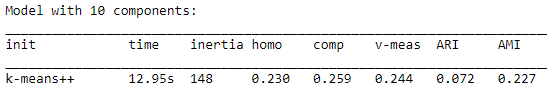 Model with 10 components:
init time inertia homo comp v-meas ARI AMI
k-means++ 12.95s 148 0.230 0.259 0.244 0.072 0.227